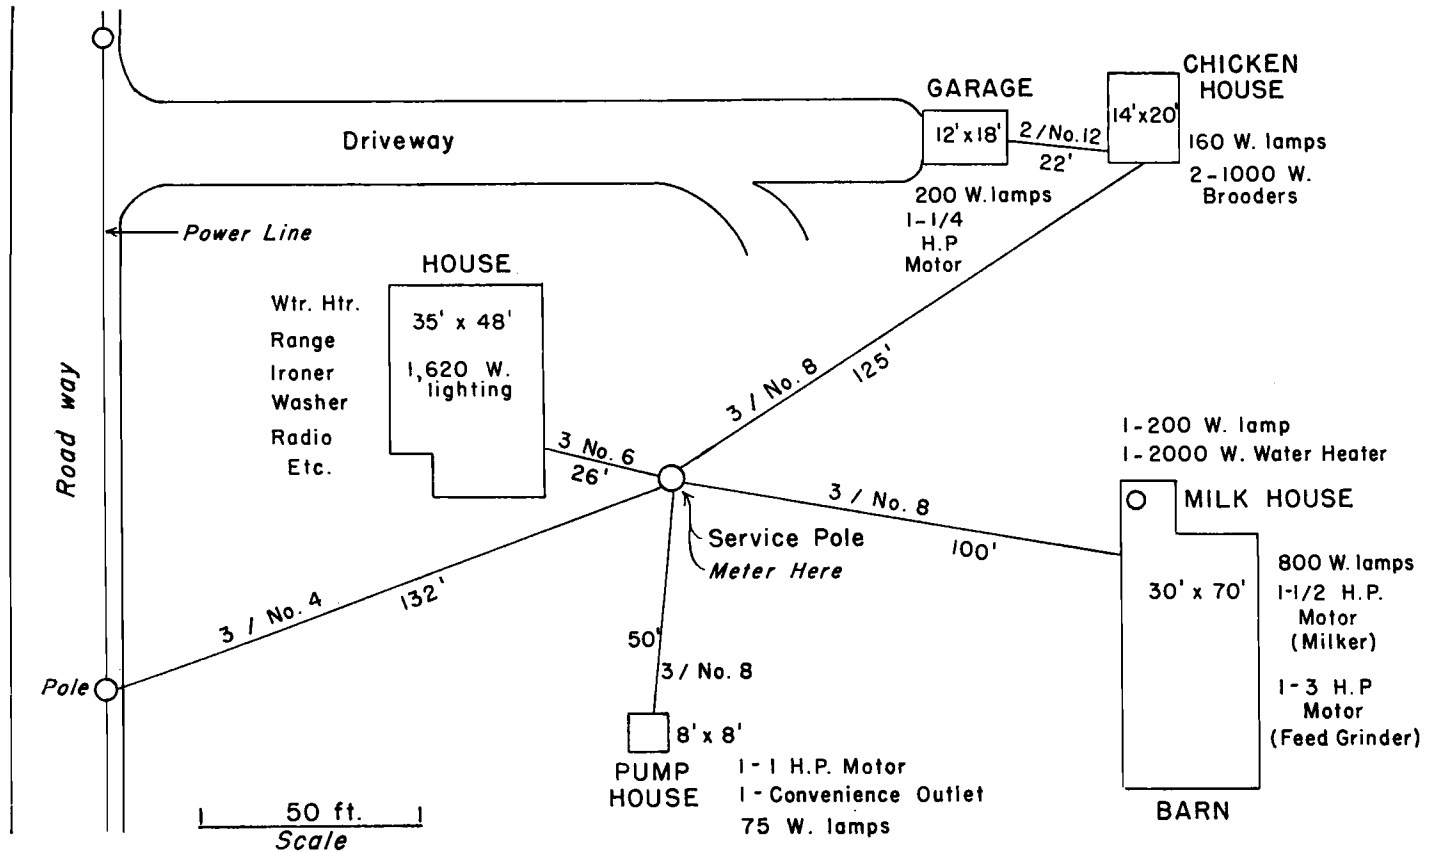 CHICKEN
HOUSE
GARAGE
14'x20'
12'x18'
2/No.12
22'
Driveway
160 W. lamps
2-1000 W.
Brooders
200 W. lamps
1-1/4
H.P
Motor
Power Line
HOUSE
Wtr. Htr.
Range
Ironer
Washer
Radio
Etc.
35' x 48'
1,620 W.
lighting
3 / No. 8
125'
Road way
3 No. 6
26'
1-200 W. lamp
1-2000 W. Water Heater
MILK HOUSE
3 / No. 8
100'
Service Pole
Meter Here
3 / No. 4
132'
30' x 70'
800 W. lamps
1-1/2 H.P.
Motor
(Milker)
1-3 H.P
Motor
(Feed Grinder)
BARN
50'
3/ No. 8
Pole
8' x 8'
PUMP
HOUSE
1-1 H.P. Motor
1-Convenience Outlet
75 W. lamps
50 ft.
Scale